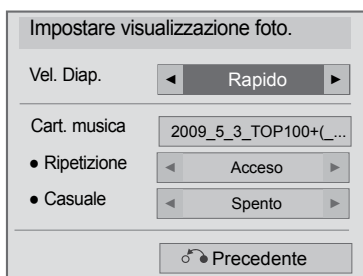 Impostare visualizzazione foto.
Vel. Diap. ◄ Rapido ►
Cart. musica 2009_5_3_TOP100+(_...
● Ripetizione ◄ Acceso ►
● Casuale ◄ Spento ►
Precedente